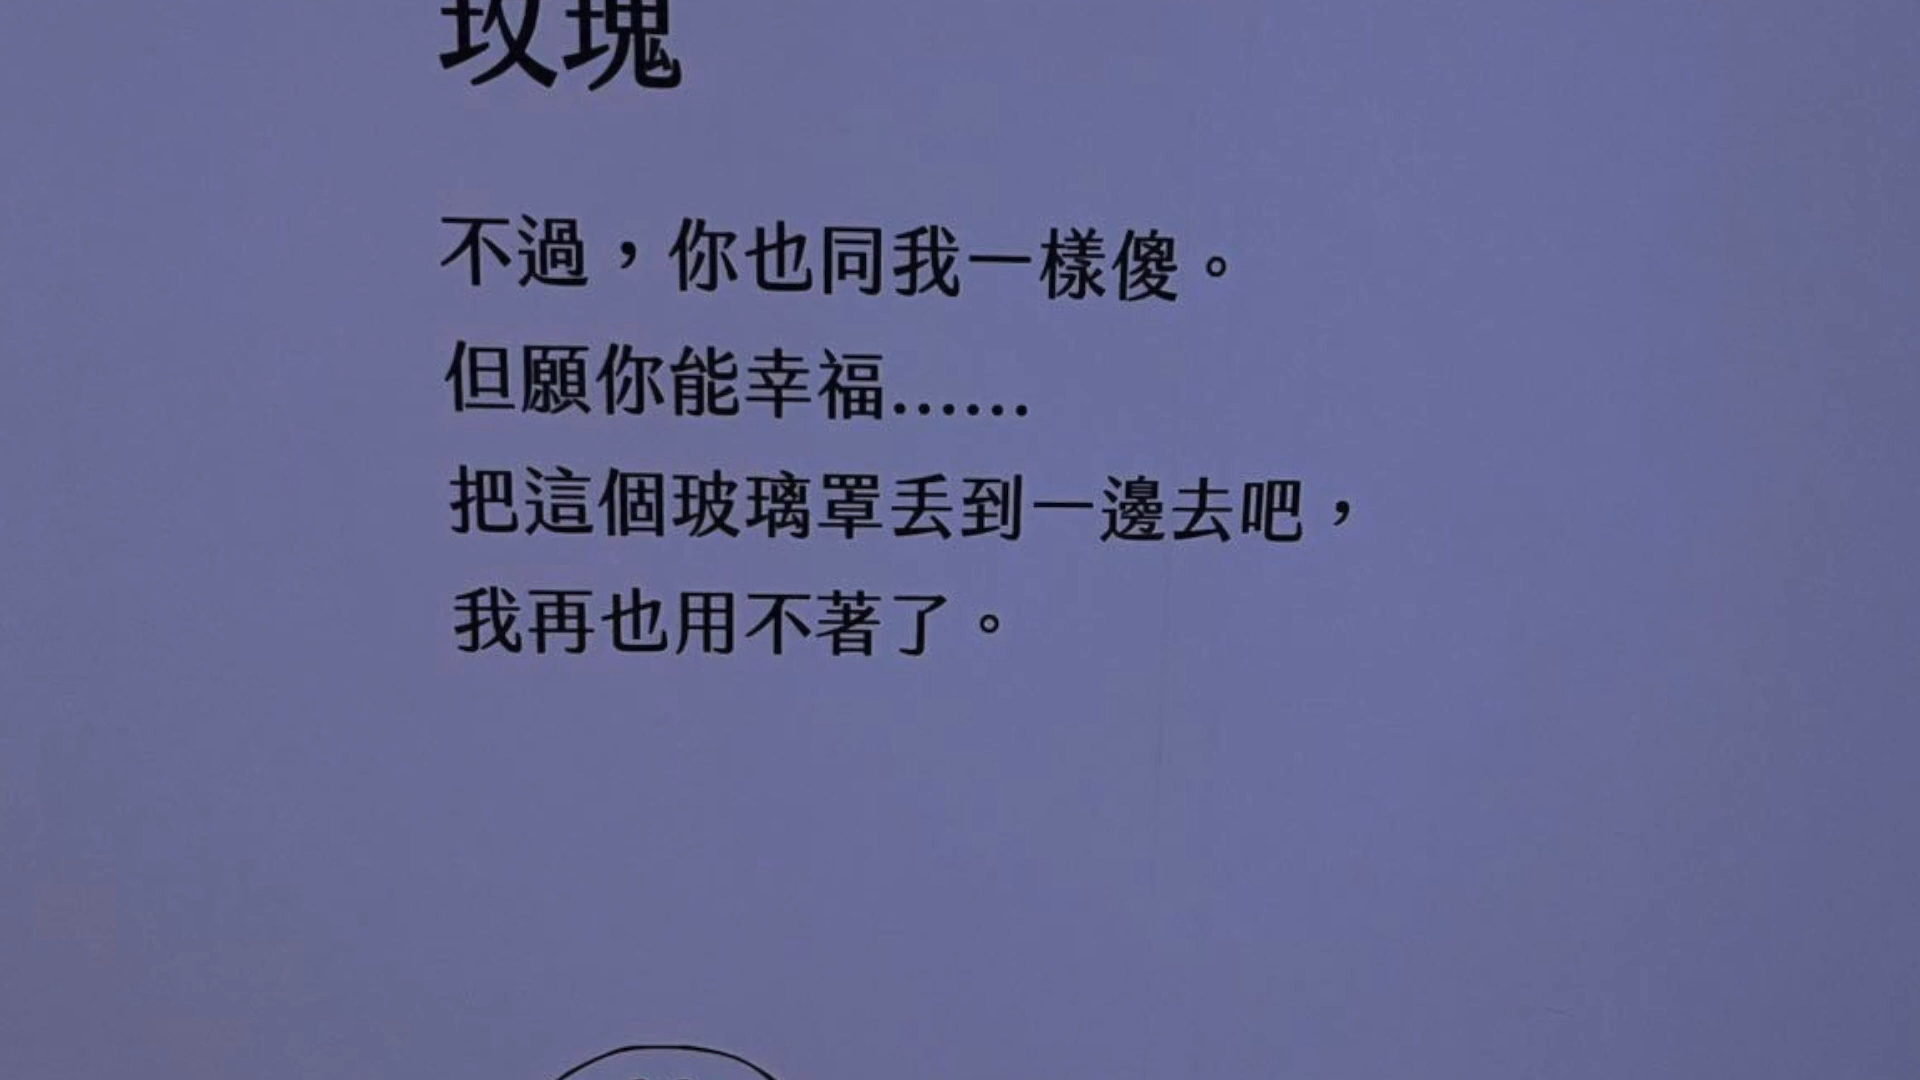 玫瑰
不過，你也同我一樣傻。
但願你能幸福......
把這個玻璃罩丟到一邊去吧，
我再也用不著了。